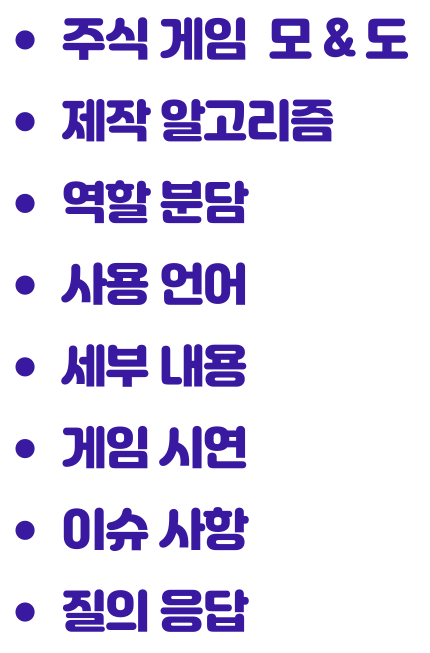 • 주식 게임 모 & 도
• 제작 알고리즘
• 역할 분담
• 사용 언어
• 세부 내용
• 게임 시연
• 이슈 사항
• 질의 응답